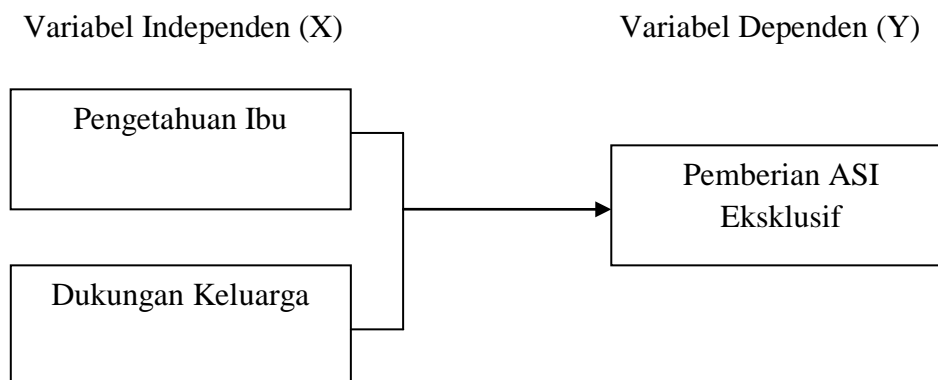 Variabel Independen (X)
Variabel Dependen (Y)
Pengetahuan Ibu
Pemberian ASI
Eksklusif
Dukungan Keluarga